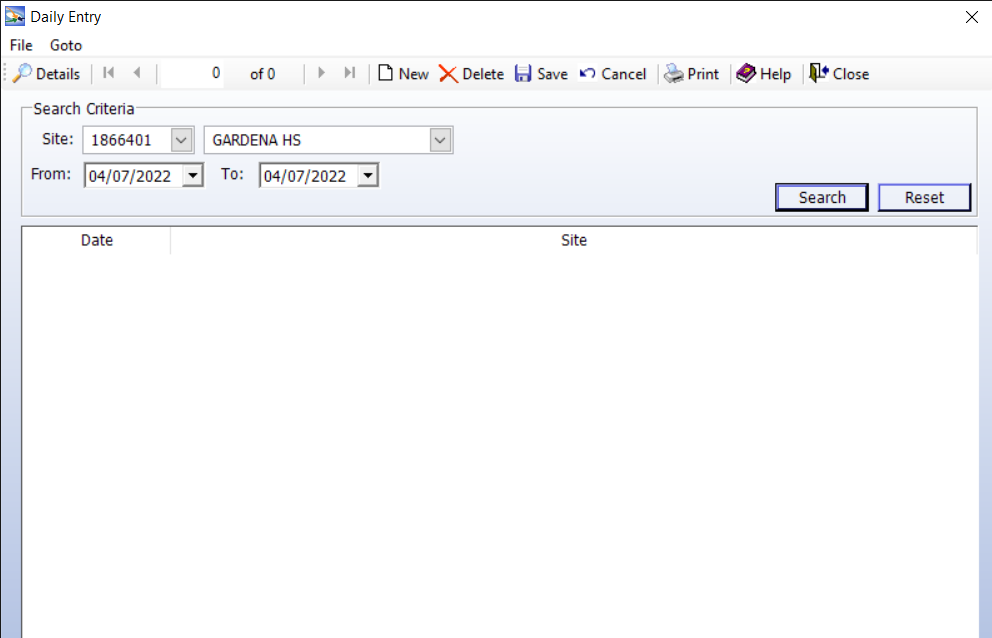 Daily Entry
File Goto
Details 0 of 0 New Delete Save Cancel Print Help Close
Search Criteria
Site: 1866401 GARDENA HS
From: 04/07/2022 To: 04/07/2022
Search Reset
Date Site